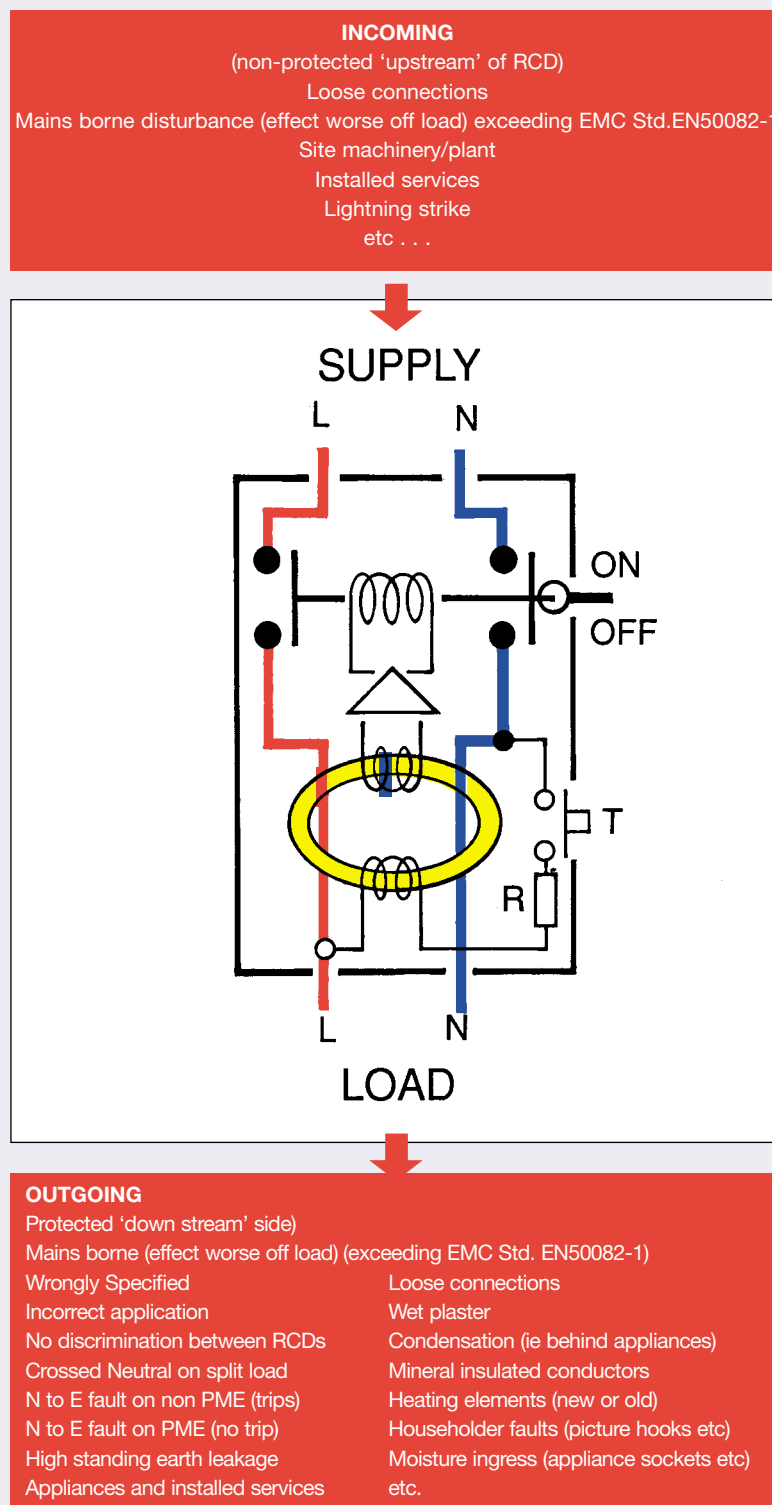 INCOMING
(non-protected ‘upstream’ of RCD)
Loose connections
Mains borne disturbance (effect worse off load) exceeding EMC Std.EN50082-1
Site machinery/plant
Installed services
Lightning strike
etc . . .
SUPPLY
L N
ON
OFF
T
R
L N
LOAD
OUTGOING
Protected ‘down stream’ side)
Mains borne (effect worse off load) (exceeding EMC Std. EN50082-1)
Wrongly Specified
Incorrect application
No discrimination between RCDs
Crossed Neutral on split load
N to E fault on non PME (trips)
N to E fault on PME (no trip)
High standing earth leakage
Appliances and installed services
Loose connections
Wet plaster
Condensation (ie behind appliances)
Mineral insulated conductors
Heating elements (new or old)
Householder faults (picture hooks etc)
Moisture ingress (appliance sockets etc)
etc.